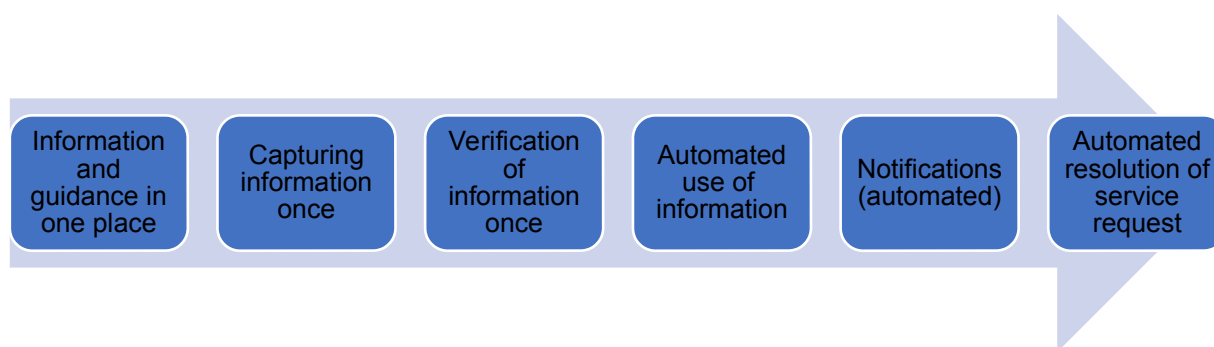 Information
and
guidance in
one place
Capturing
information
once
Verification
of
information
once
Automated
use of
information
Notifications
(automated)
Automated
resolution of
service
request